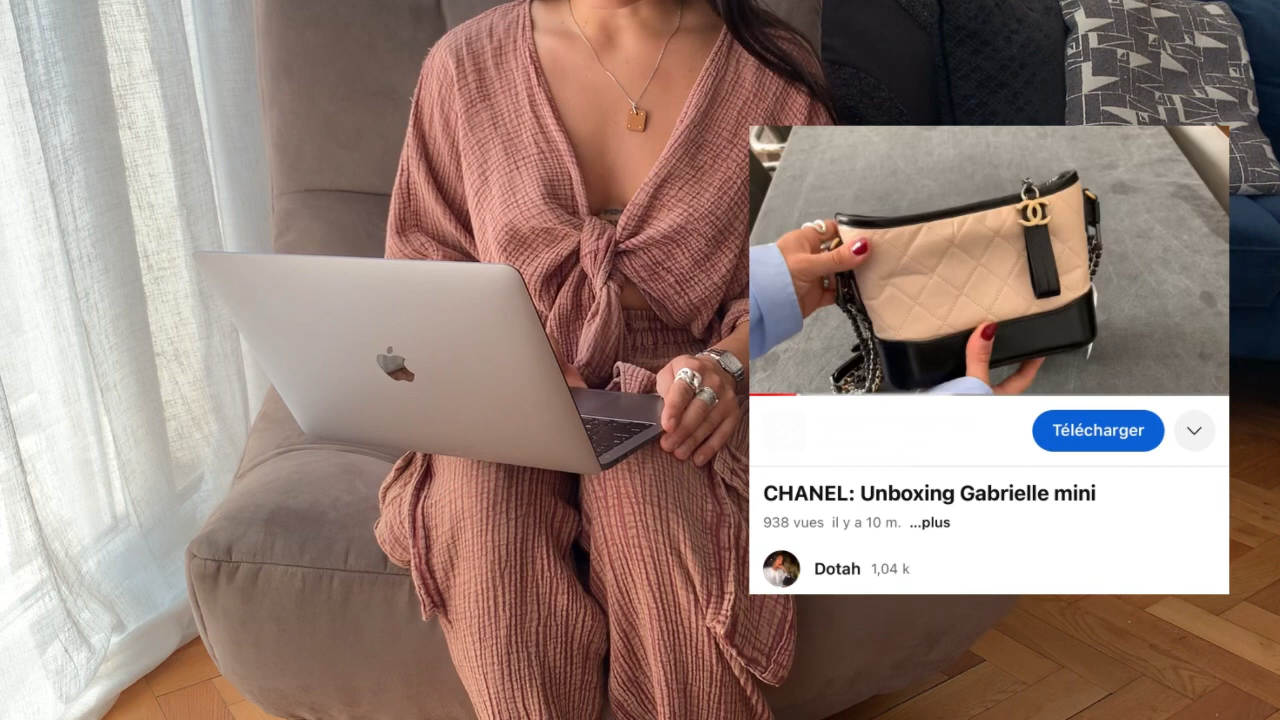 Télécharger
CHANEL: Unboxing Gabrielle mini
938 vues il y a 10 m. ...plus
Dotah 1,04 k